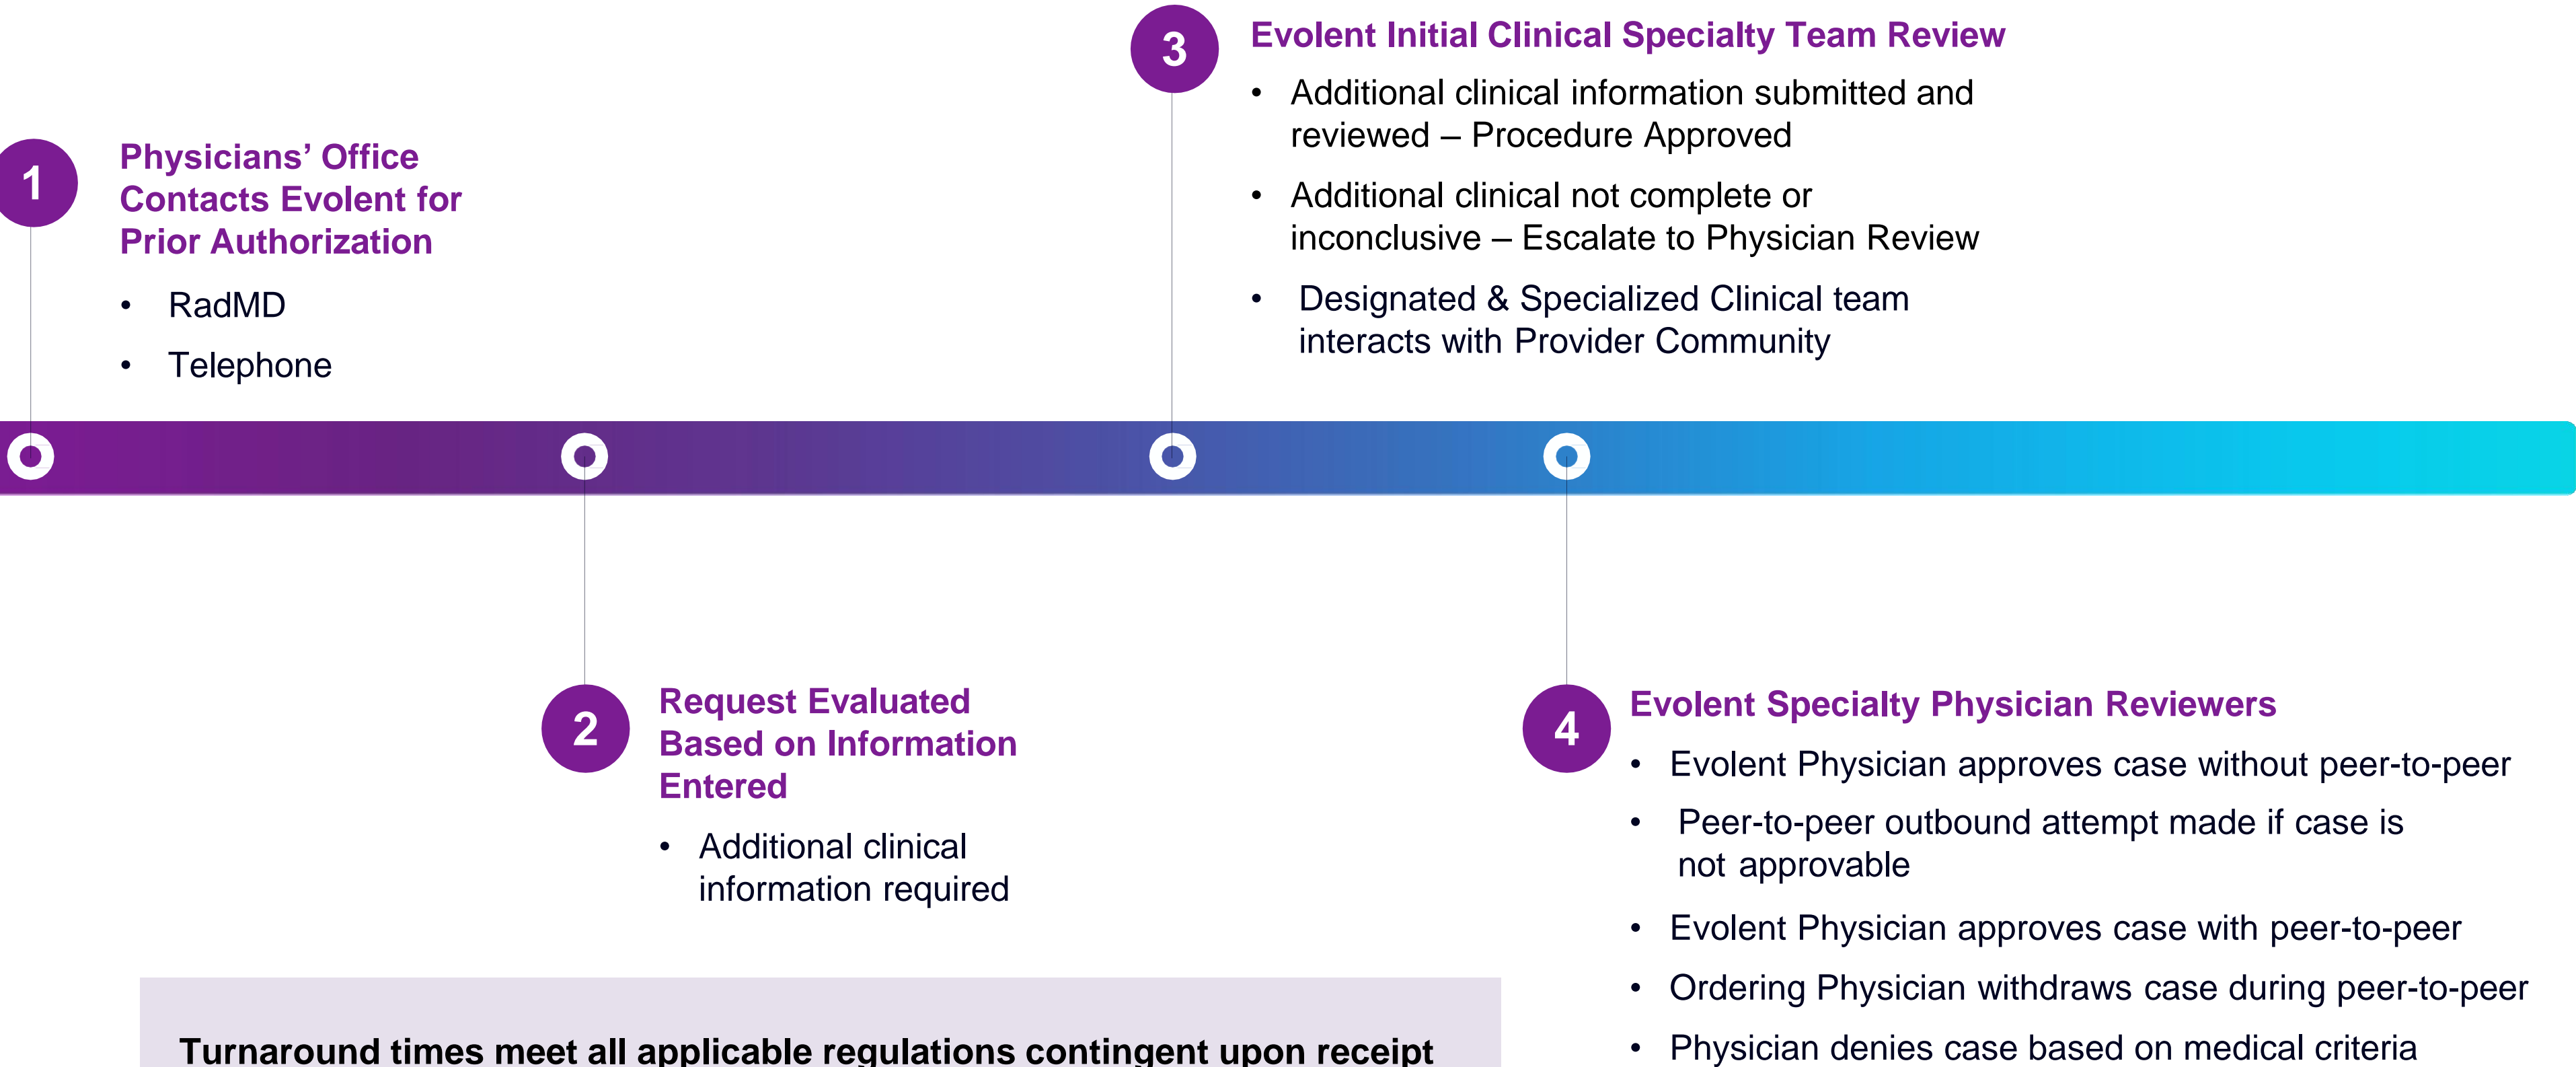 1
Physicians’ Office
Contacts Evolent for
Prior Authorization
• RadMD
• Telephone
2
Request Evaluated
Based on Information
Entered
• Additional clinical
information required
3
Evolent Initial Clinical Specialty Team Review
• Additional clinical information submitted and
reviewed – Procedure Approved
• Additional clinical not complete or
inconclusive – Escalate to Physician Review
• Designated & Specialized Clinical team
interacts with Provider Community
4
Evolent Specialty Physician Reviewers
• Evolent Physician approves case without peer-to-peer
• Peer-to-peer outbound attempt made if case is
not approvable
• Evolent Physician approves case with peer-to-peer
• Ordering Physician withdraws case during peer-to-peer
• Physician denies case based on medical criteria
Turnaround times meet all applicable regulations contingent upon receipt